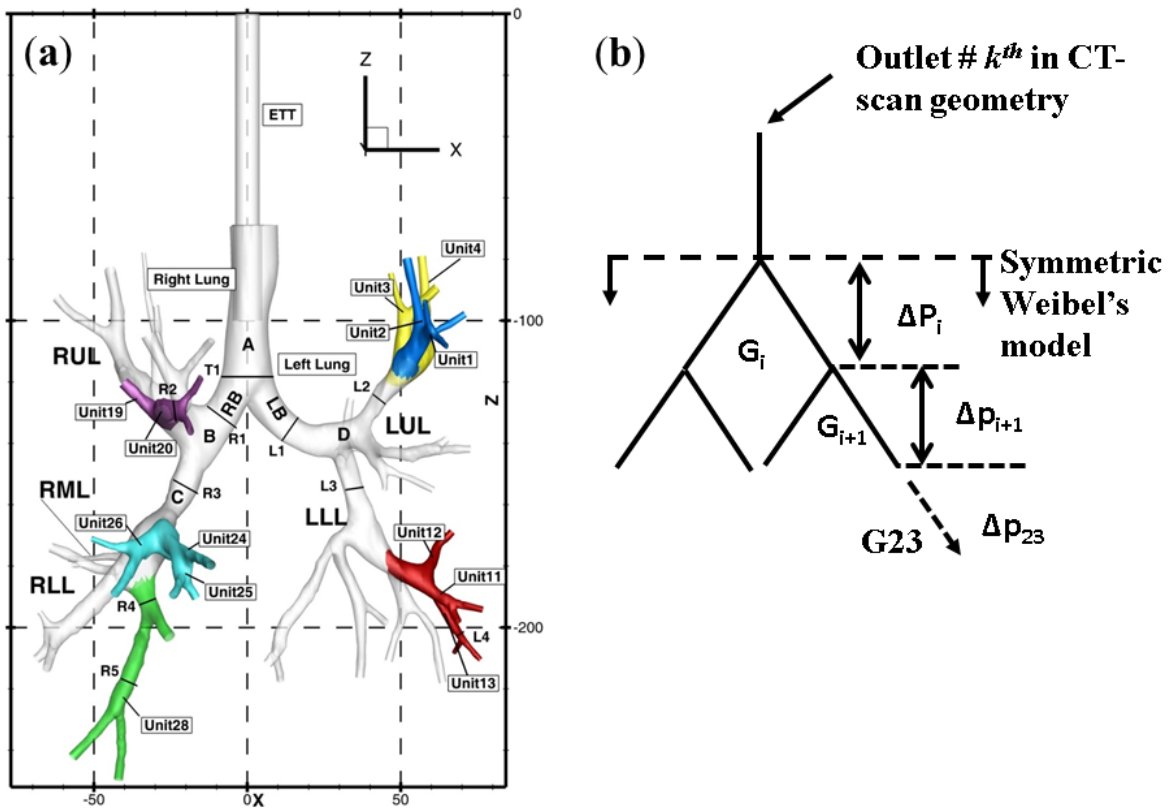 (a)
0
Z
ETT
Y
X
Unit4
Right Lung
Unit3
-100
Unit2
A
Unit1
RUL
Left Lung
T1
L2
Z
R2
RB
LB
Unit19
LUL
B
D
Unit20
R1
L1
RML
R3
L3
C
LLL
Unit26
Unit12
Unit24
RLL
Unit11
Unit25
R4
-200
L4
R5
Unit13
Unit28
-50
0
X
50
(b)
Outlet # kth in CT-
scan geometry
Symmetric
Weibel's
model
ΔPi
Gi
Gi+1
Δpi+1
G23
Δp23